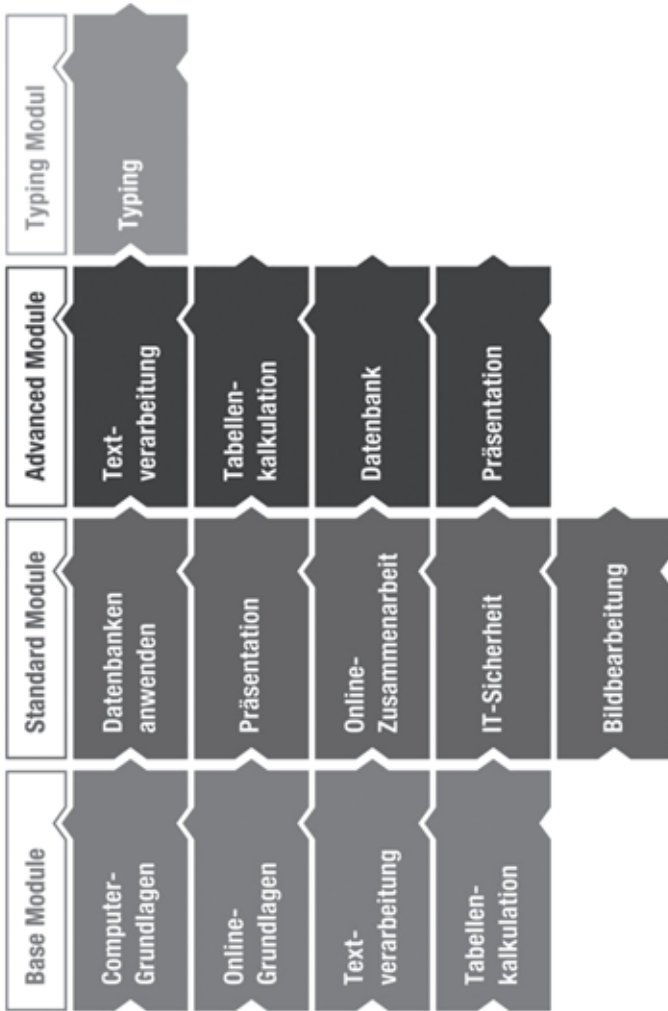 Base Module
Computer-
Grundlagen
Online-
Grundlagen
Text-
verarbeitung
Tabellen-
kalkulation
Standard Module
Datenbanken
anwenden
Präsentation
Online-
Zusammenarbeit
IT-Sicherheit
Bildbearbeitung
Advanced Module
Text-
verarbeitung
Tabellen-
kalkulation
Datenbank
Präsentation
Typing Modul
Typing